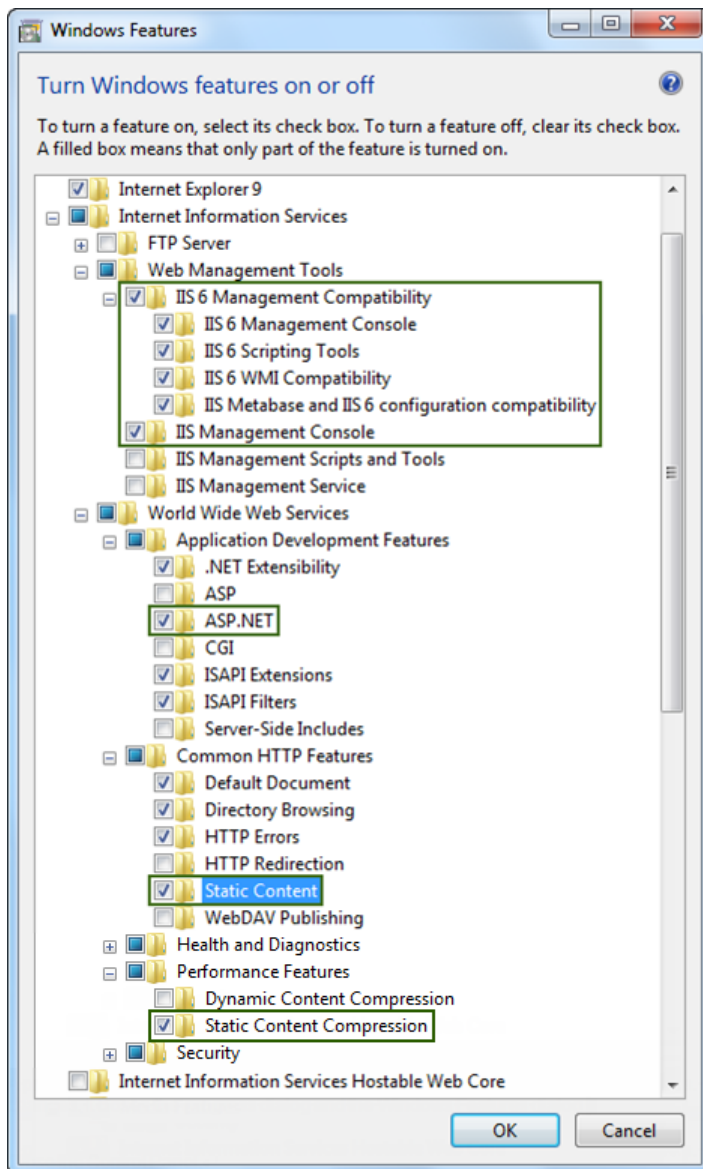 Windows Features
Turn Windows features on or off
To turn a feature on, select its check box. To turn a feature off, clear its check box.
A filled box means that only part of the feature is turned on.
Internet Explorer 9
Internet Information Services
FTP Server
Web Management Tools
IIS 6 Management Compatibility
IIS 6 Management Console
IIS 6 Scripting Tools
IIS 6 WMI Compatibility
IIS Metabase and IIS 6 configuration compatibility
IIS Management Console
IIS Management Scripts and Tools
IIS Management Service
World Wide Web Services
Application Development Features
.NET Extensibility
ASP
ASP.NET
CGI
ISAPI Extensions
ISAPI Filters
Server-Side Includes
Common HTTP Features
Default Document
Directory Browsing
HTTP Errors
HTTP Redirection
Static Content
WebDAV Publishing
Health and Diagnostics
Performance Features
Dynamic Content Compression
Static Content Compression
Security
Internet Information Services Hostable Web Core
OK Cancel